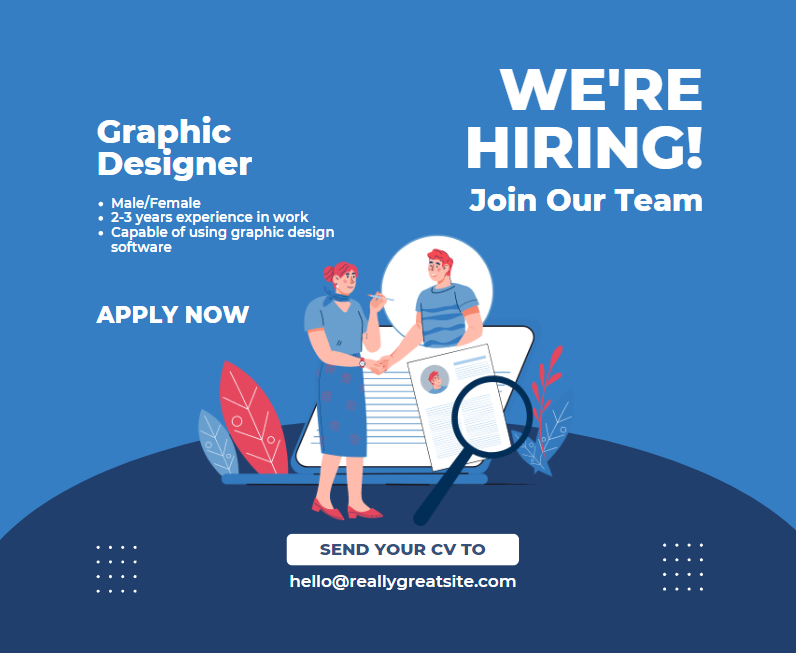 WE'RE
HIRING!
Join Our Team
Graphic
Designer
• Male/Female
• 2-3 years experience in work
• Capable of using graphic design
software
APPLY NOW
SEND YOUR CV TO
hello@reallygreatsite.com